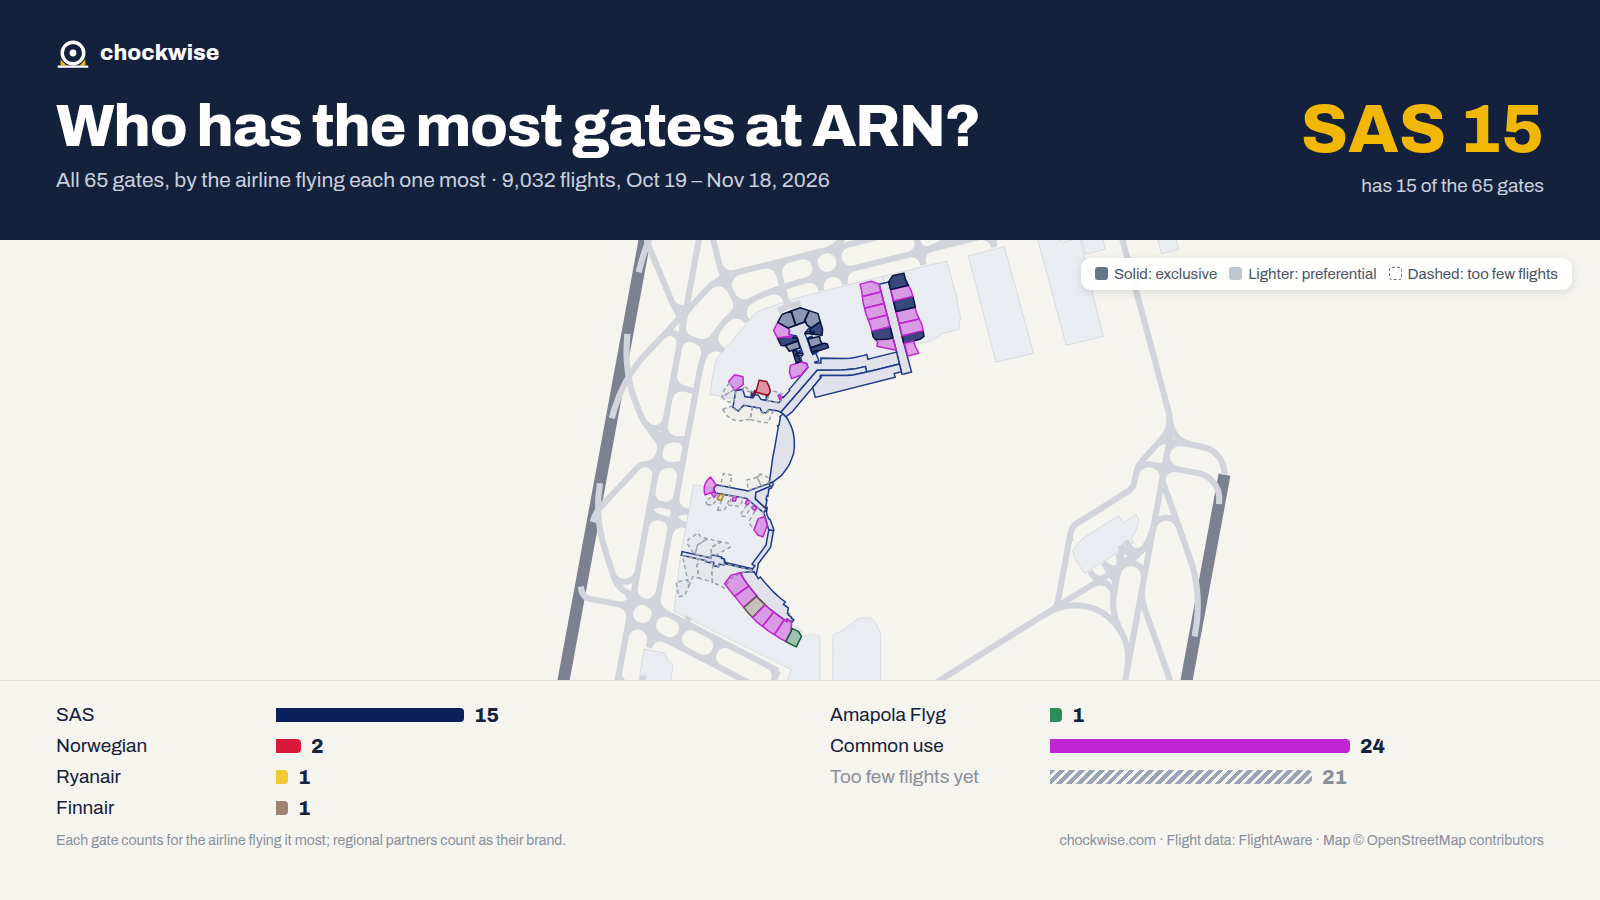 chockwise
Who has the most gates at ARN?
All 65 gates, by the airline flying each one most · 9,032 flights, Oct 19 – Nov 18, 2026
SAS 15
has 15 of the 65 gates
Solid: exclusive
Lighter: preferential
Dashed: too few flights
SAS 15
Norwegian 2
Ryanair 1
Finnair 1
Amapola Flyg 1
Common use 24
Too few flights yet 21
Each gate counts for the airline flying it most; regional partners count as their brand.
chockwise.com · Flight data: FlightAware · Map © OpenStreetMap contributors